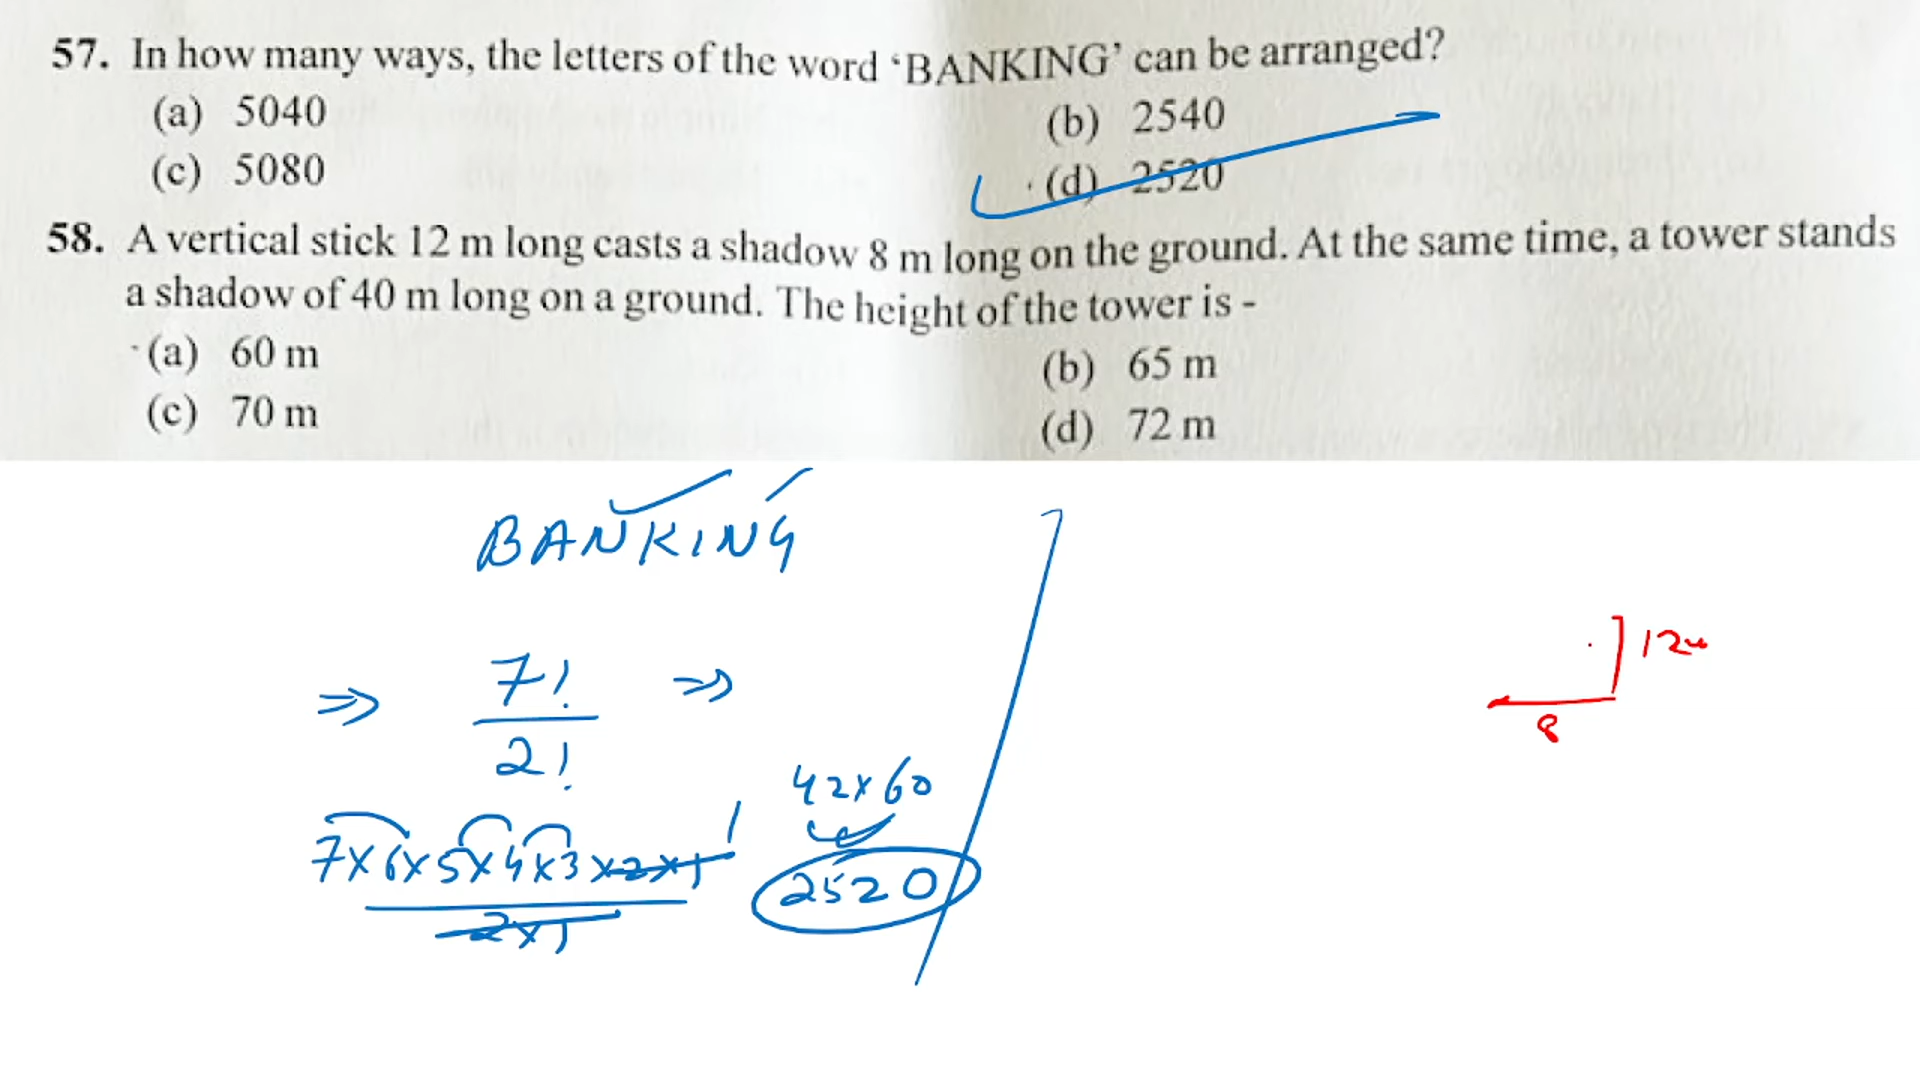 57. In how many ways, the letters of the word ‘BANKING’ can be arranged?
(a) 5040 (b) 2540
(c) 5080 (d) 2520
58. A vertical stick 12 m long casts a shadow 8 m long on the ground. At the same time, a tower stands
a shadow of 40 m long on a ground. The height of the tower is -
(a) 60 m (b) 65 m
(c) 70 m (d) 72 m
BANKING
⇒ 7! ⇒
2!
42×60
7×6×5×4×3×2×1 1
2×1
2520
12m
8